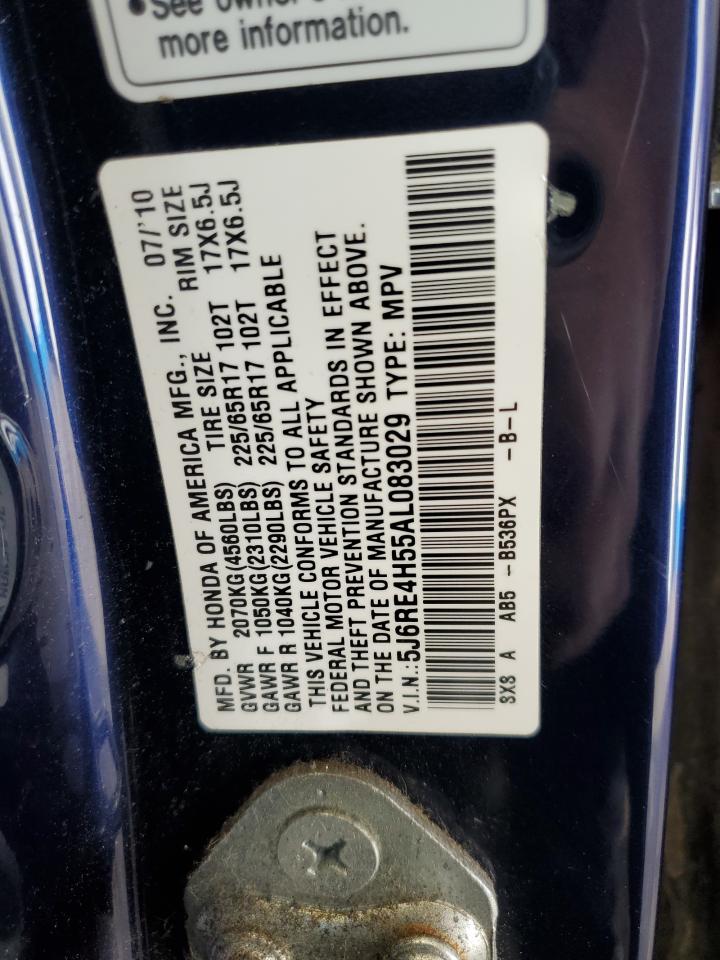 • See owner's
more information.
MFD. BY HONDA OF AMERICA MFG., INC. 07/'10
GVWR 2070KG(4560LBS) TIRE SIZE RIM SIZE
GAWR F 1050KG(2310LBS) 225/65R17 102T 17X6.5J
GAWR R 1040KG(2290LBS) 225/65R17 102T 17X6.5J
THIS VEHICLE CONFORMS TO ALL APPLICABLE
FEDERAL MOTOR VEHICLE SAFETY
AND THEFT PREVENTION STANDARDS IN EFFECT
ON THE DATE OF MANUFACTURE SHOWN ABOVE.
V.I.N.:5J6RE4H55AL083029 TYPE: MPV
SX8 A AB5 -B536PX -B-L